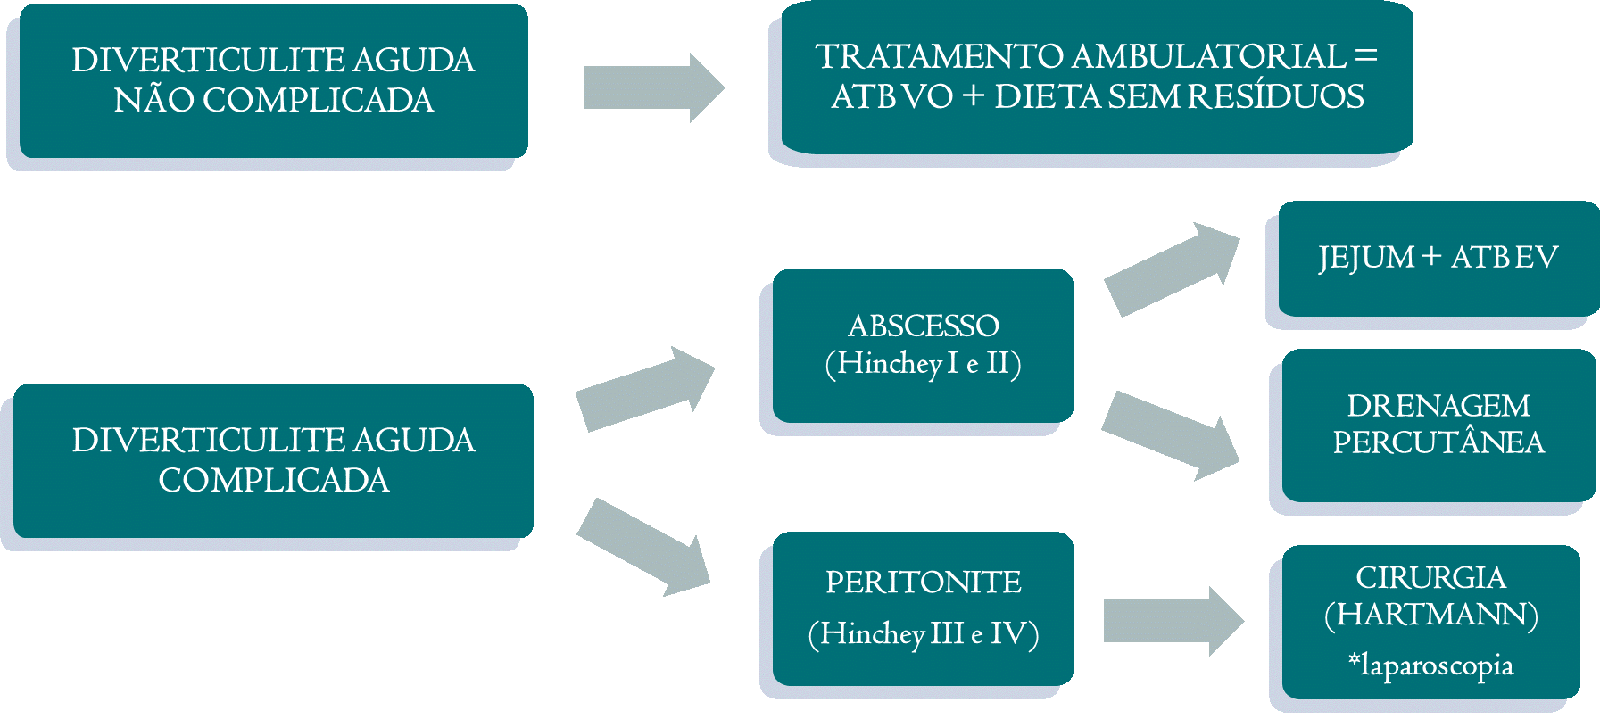 DIVERTICULITE AGUDA
NÃO COMPLICADA
TRATAMENTO AMBULATORIAL =
ATB VO + DIETA SEM RESÍDUOS
DIVERTICULITE AGUDA
COMPLICADA
ABSCESSO
(Hinchey I e II)
JEJUM + ATB EV
DRENAGEM
PERCUTÂNEA
PERITONITE
(Hinchey III e IV)
CIRURGIA
(HARTMANN)
*laparoscopia